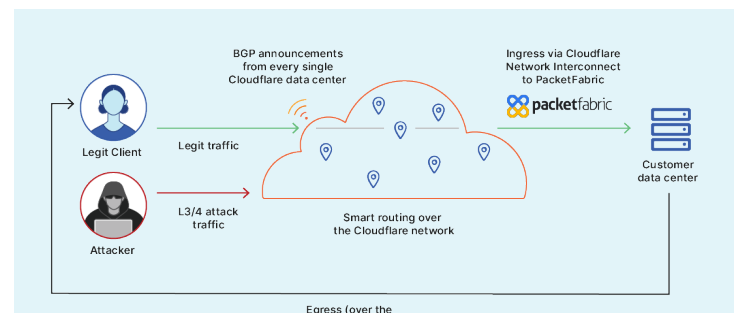 BGP announcements
from every single
Cloudflare data center
Ingress via Cloudflare
Network Interconnect
to PacketFabric
packetfabric
Legit Client
Legit traffic
Customer
data center
L3/4 attack
traffic
Attacker
Smart routing over
the Cloudflare network
Egress (over the